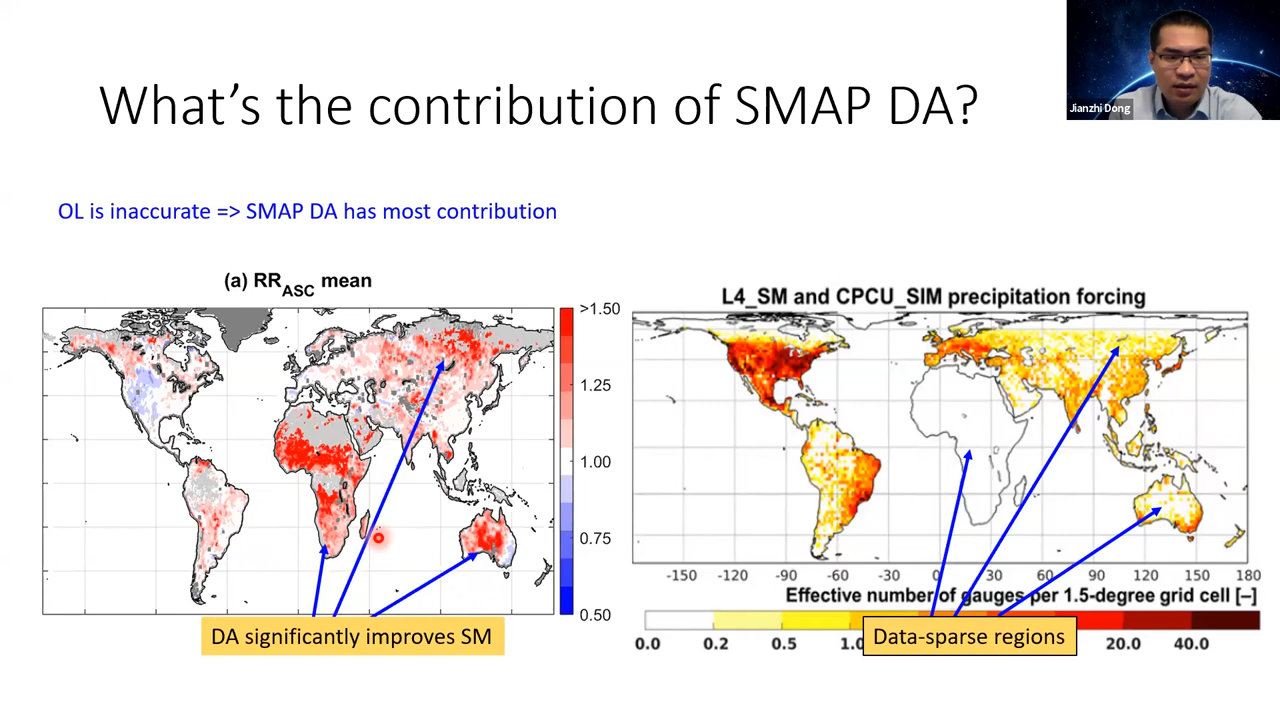 What's the contribution of SMAP DA?
Jianzhi Dong
OL is inaccurate => SMAP DA has most contribution
(a) RR_ASC mean
>1.50
1.25
1.00
0.75
0.50
DA significantly improves SM
L4_SM and CPCU_SIM precipitation forcing
-150 -120 -90 -60 -30 0 30 60 90 120 150 180
Effective number of gauges per 1.5-degree grid cell [–]
0.0 0.2 0.5 1.0 20.0 40.0
Data-sparse regions